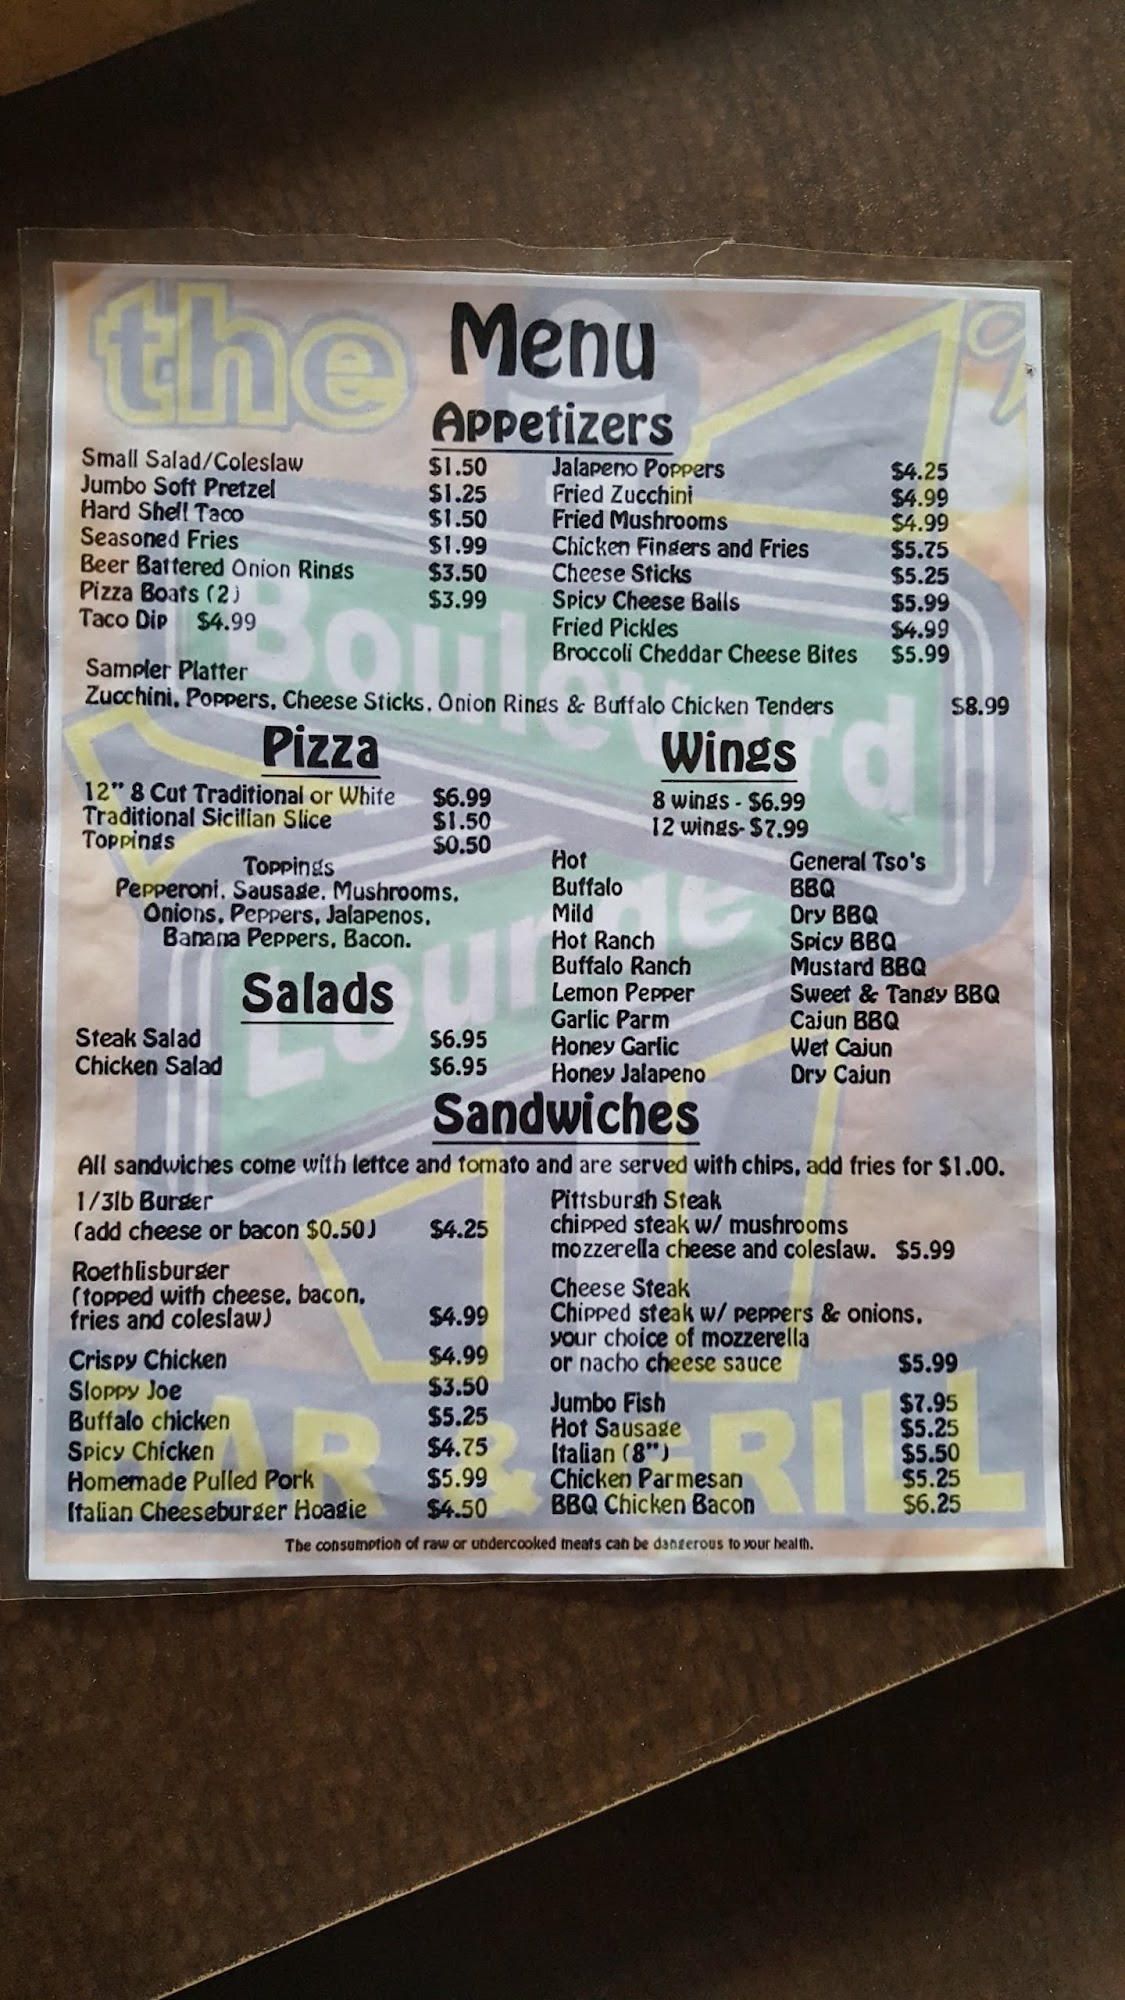 the
Menu
Appetizers
Small Salad/Coleslaw $1.50
Jumbo Soft Pretzel $1.25
Hard Shell Taco $1.50
Seasoned Fries $1.99
Beer Battered Onion Rings $3.50
Pizza Boats (2) $3.99
Taco Dip $4.99
Jalapeno Poppers $4.25
Fried Zucchini $4.99
Fried Mushrooms $4.99
Chicken Fingers and Fries $5.75
Cheese Sticks $5.25
Spicy Cheese Balls $5.99
Fried Pickles $4.99
Broccoli Cheddar Cheese Bites $5.99
Sampler Platter
Zucchini, Poppers, Cheese Sticks, Onion Rings & Buffalo Chicken Tenders $8.99
Boulevard
Lounge
Pizza
12" 8 Cut Traditional or White $6.99
Traditional Sicilian Slice $1.50
Toppings $0.50
Toppings
Pepperoni, Sausage, Mushrooms,
Onions, Peppers, Jalapenos,
Banana Peppers, Bacon.
Wings
8 wings - $6.99
12 wings- $7.99
Hot
Buffalo
Mild
Hot Ranch
Buffalo Ranch
Lemon Pepper
Garlic Parm
Honey Garlic
Honey Jalapeno
General Tso's
BBQ
Dry BBQ
Spicy BBQ
Mustard BBQ
Sweet & Tangy BBQ
Cajun BBQ
Wet Cajun
Dry Cajun
Salads
Steak Salad $6.95
Chicken Salad $6.95
Sandwiches
All sandwiches come with lettce and tomato and are served with chips, add fries for $1.00.
1/3lb Burger
(add cheese or bacon $0.50) $4.25
Roethlisburger
(topped with cheese, bacon,
fries and coleslaw) $4.99
Crispy Chicken $4.99
Sloppy Joe $3.50
Buffalo chicken $5.25
Spicy Chicken $4.75
Homemade Pulled Pork $5.99
Italian Cheeseburger Hoagie $4.50
Pittsburgh Steak
chipped steak w/ mushrooms
mozzerella cheese and coleslaw. $5.99
Cheese Steak
Chipped steak w/ peppers & onions,
your choice of mozzerella
or nacho cheese sauce $5.99
Jumbo Fish $7.95
Hot Sausage $5.25
Italian (8") $5.50
Chicken Parmesan $5.25
BBQ Chicken Bacon $6.25
BAR & GRILL
The consumption of raw or undercooked meats can be dangerous to your health.